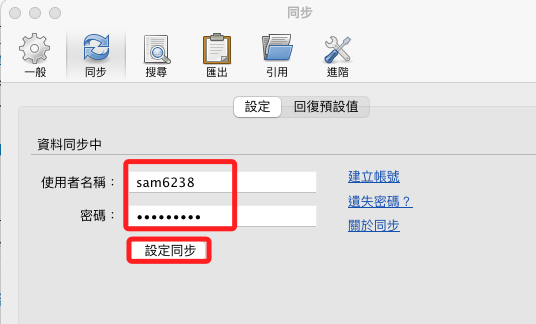 同步
一般 同步 搜尋 匯出 引用 進階
設定 回復預設值
資料同步中
使用者名稱： sam6238 建立帳號
遺失密碼？
密碼： •••••••••
關於同步
設定同步